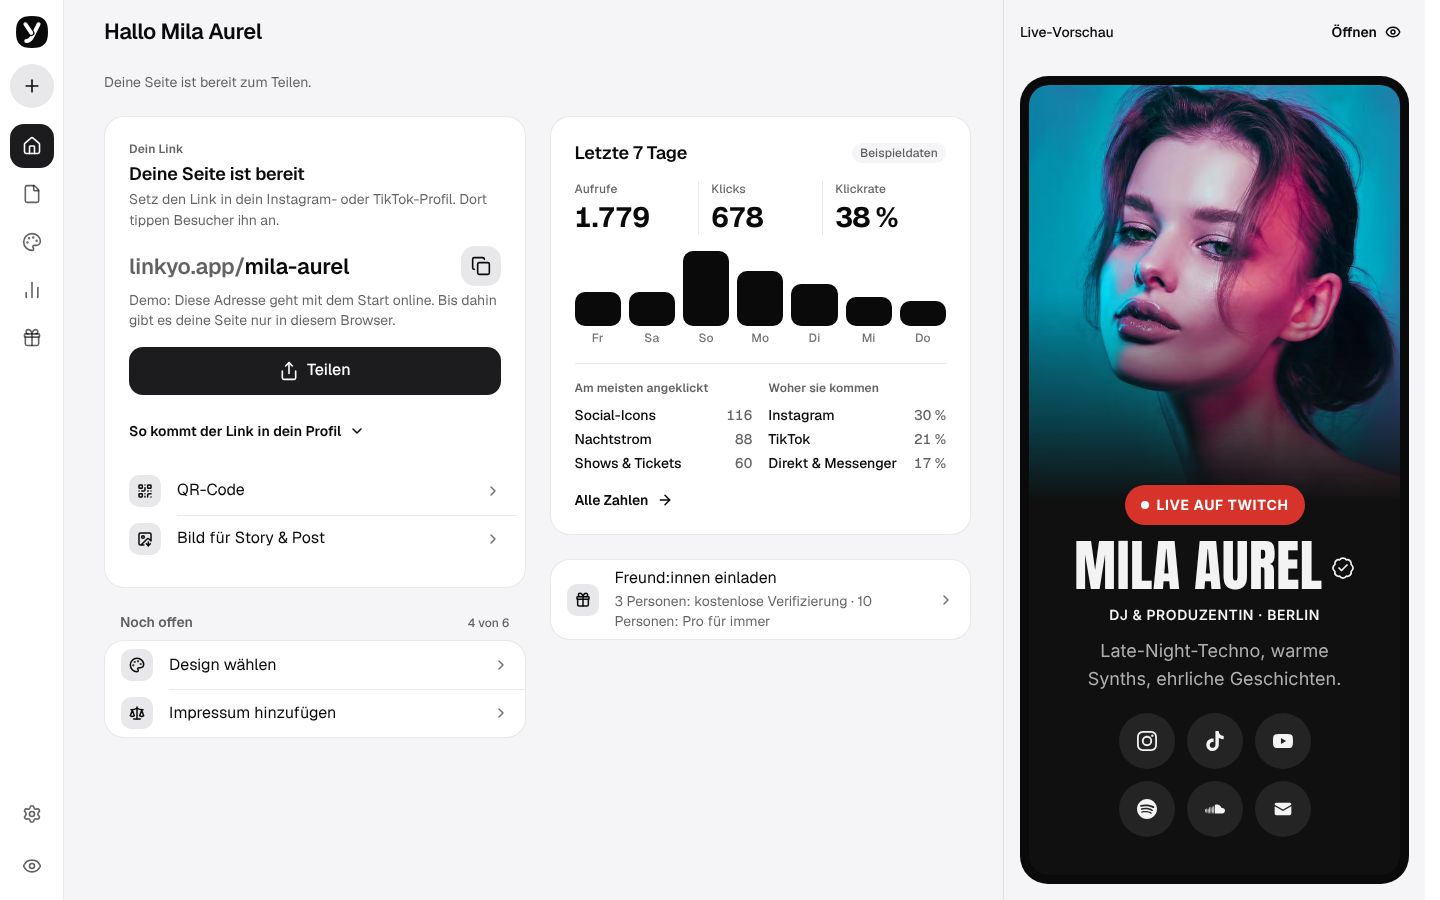 Hallo Mila Aurel
Deine Seite ist bereit zum Teilen.
Dein Link
Deine Seite ist bereit
Setz den Link in dein Instagram- oder TikTok-Profil. Dort
tippen Besucher ihn an.
linkyo.app/mila-aurel
Demo: Diese Adresse geht mit dem Start online. Bis dahin
gibt es deine Seite nur in diesem Browser.
Teilen
So kommt der Link in dein Profil
QR-Code
Bild für Story & Post
Noch offen
4 von 6
Design wählen
Impressum hinzufügen
Letzte 7 Tage
Beispieldaten
Aufrufe Klicks Klickrate
1.779 678 38 %
Fr Sa So Mo Di Mi Do
Am meisten angeklickt
Social-Icons 116
Nachtstrom 88
Shows & Tickets 60
Woher sie kommen
Instagram 30 %
TikTok 21 %
Direkt & Messenger 17 %
Alle Zahlen
Freund:innen einladen
3 Personen: kostenlose Verifizierung · 10
Personen: Pro für immer
Live-Vorschau
Öffnen
LIVE AUF TWITCH
MILA AUREL
DJ & PRODUZENTIN · BERLIN
Late-Night-Techno, warme
Synths, ehrliche Geschichten.